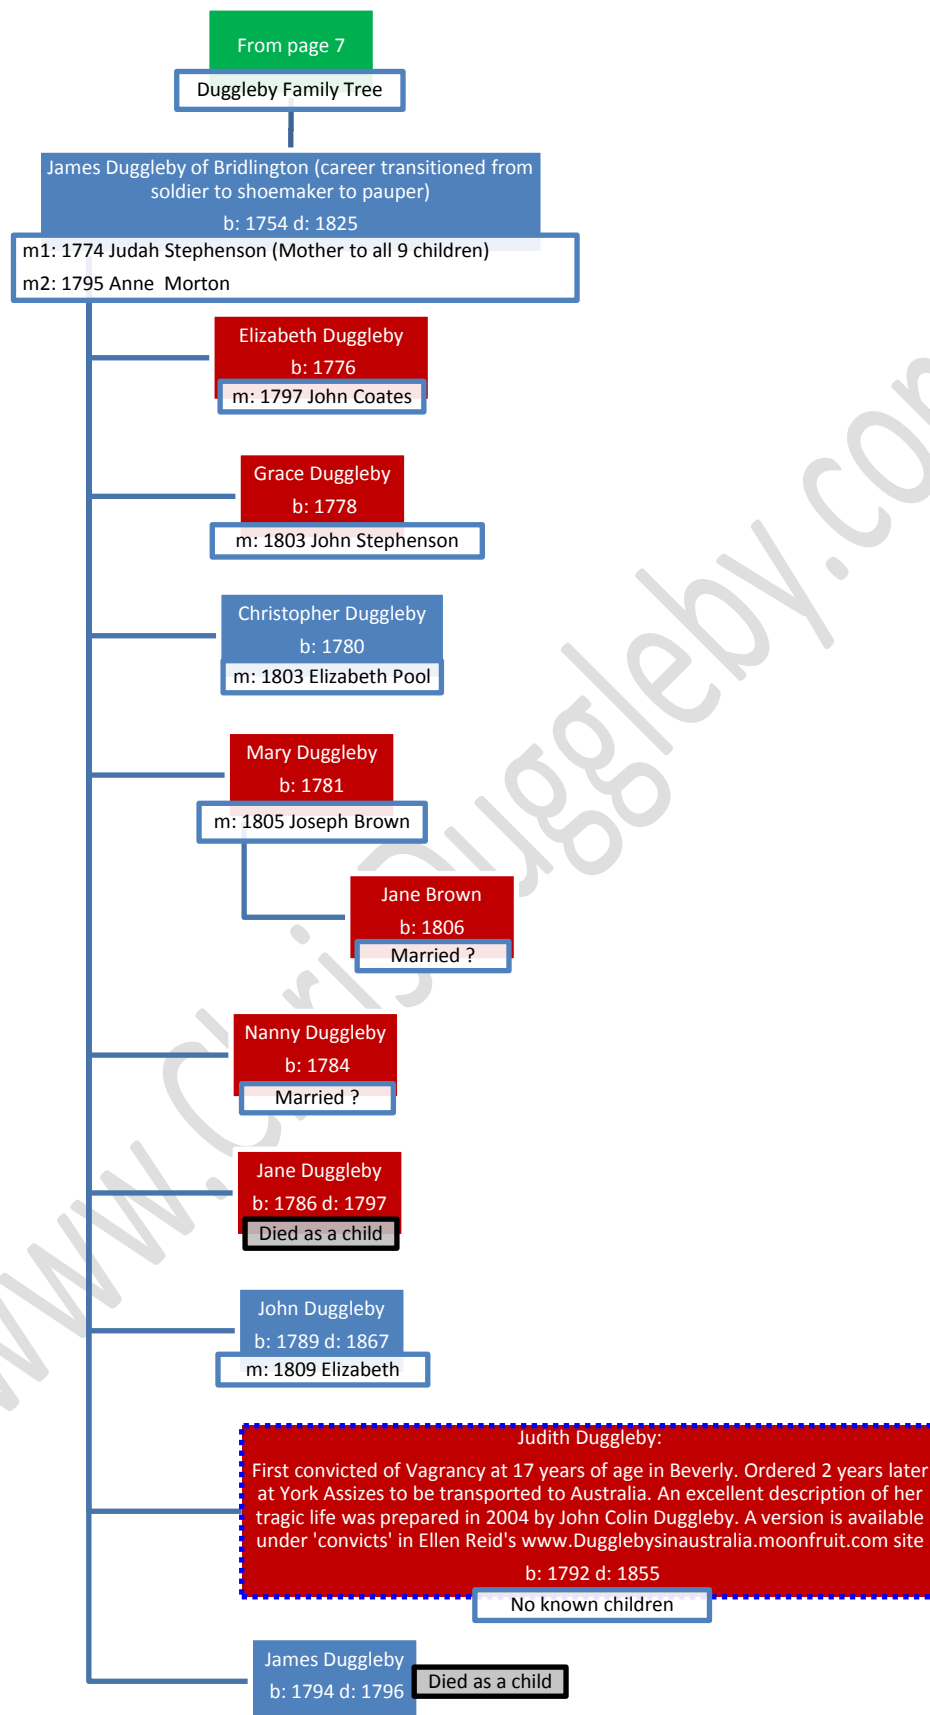 From page 7
Duggleby Family Tree
James Duggleby of Bridlington (career transitioned from
soldier to shoemaker to pauper)
b: 1754 d: 1825
m1: 1774 Judah Stephenson (Mother to all 9 children)
m2: 1795 Anne  Morton
Elizabeth Duggleby
b: 1776
m: 1797 John Coates
Grace Duggleby
b: 1778
m: 1803 John Stephenson
Christopher Duggleby
b: 1780
m: 1803 Elizabeth Pool
Mary Duggleby
b: 1781
m: 1805 Joseph Brown
Jane Brown
b: 1806
Married ?
Nanny Duggleby
b: 1784
Married ?
Jane Duggleby
b: 1786 d: 1797
Died as a child
John Duggleby
b: 1789 d: 1867
m: 1809 Elizabeth
Judith Duggleby:
First convicted of Vagrancy at 17 years of age in Beverly. Ordered 2 years later
at York Assizes to be transported to Australia. An excellent description of her
tragic life was prepared in 2004 by John Colin Duggleby. A version is available
under 'convicts' in Ellen Reid's www.Dugglebysinaustralia.moonfruit.com site
b: 1792 d: 1855
No known children
James Duggleby
b: 1794 d: 1796
Died as a child
www.ChrisDuggleby.com